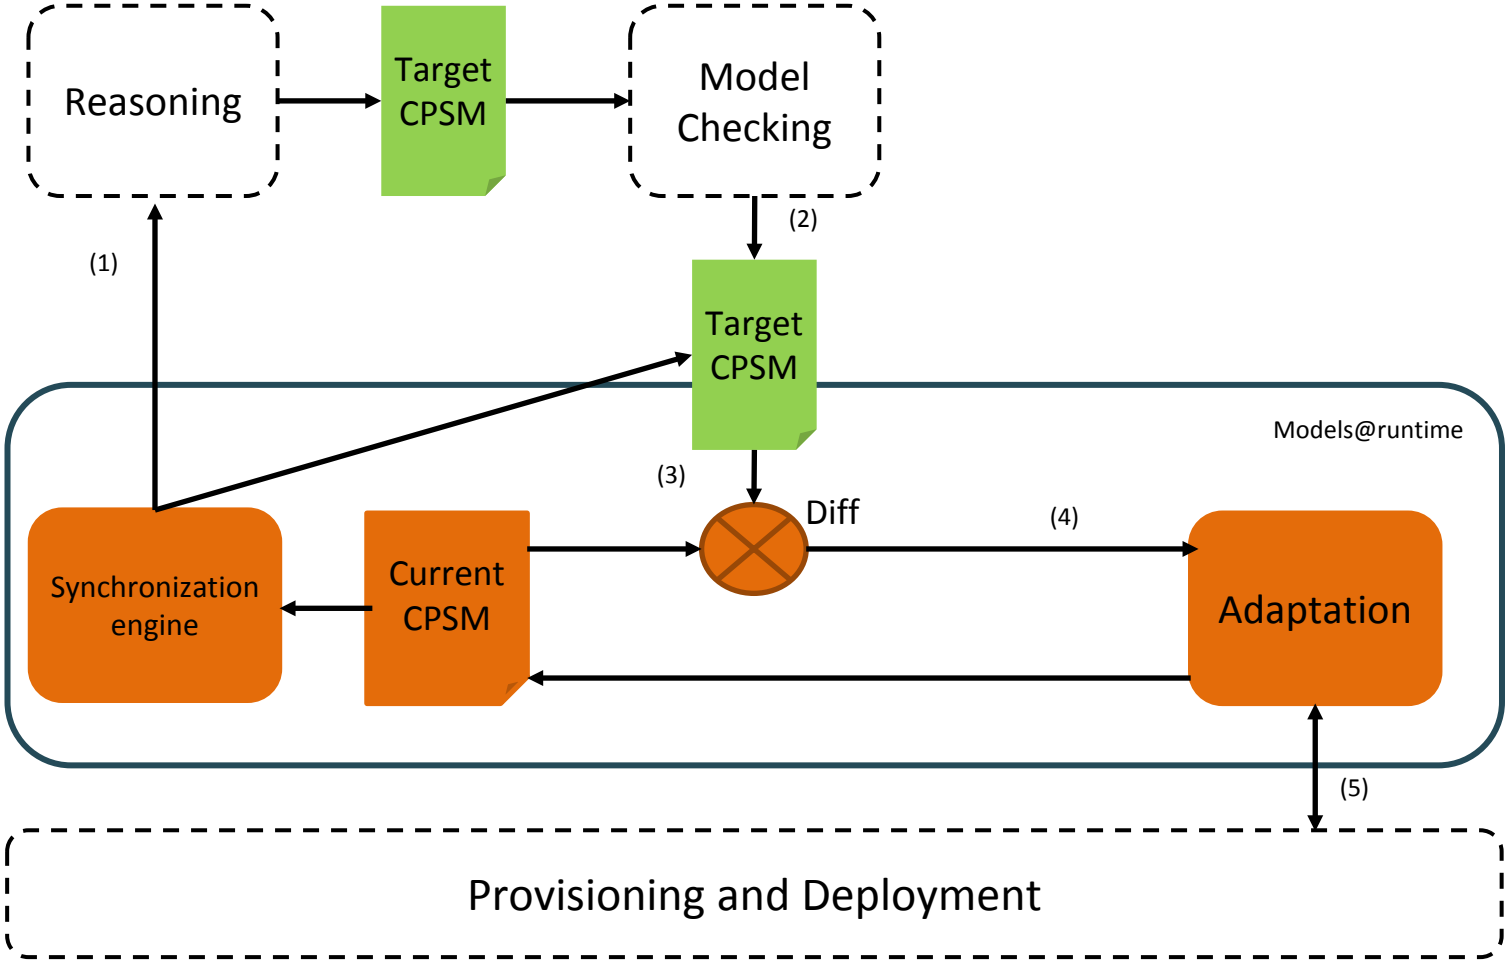 Reasoning
Target
CPSM
Model
Checking
(1)
(2)
Target
CPSM
Models@runtime
(3)
Diff
(4)
Synchronization
engine
Current
CPSM
Adaptation
(5)
Provisioning and Deployment